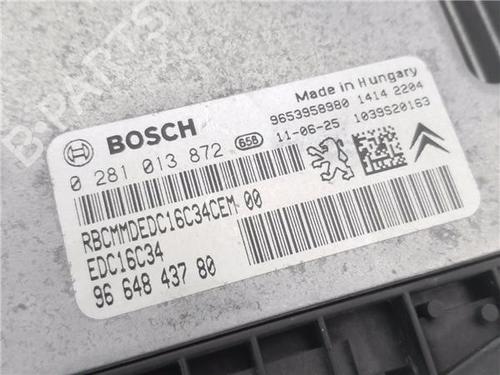 Made in Hungary
BOSCH
9653958980 1414 2204
0 281 013 872 65B 11-06-25 1039S20163
RBCMMDEDC16C34CEM 00
EDC16C34
96 648 437 80
B-PARTS